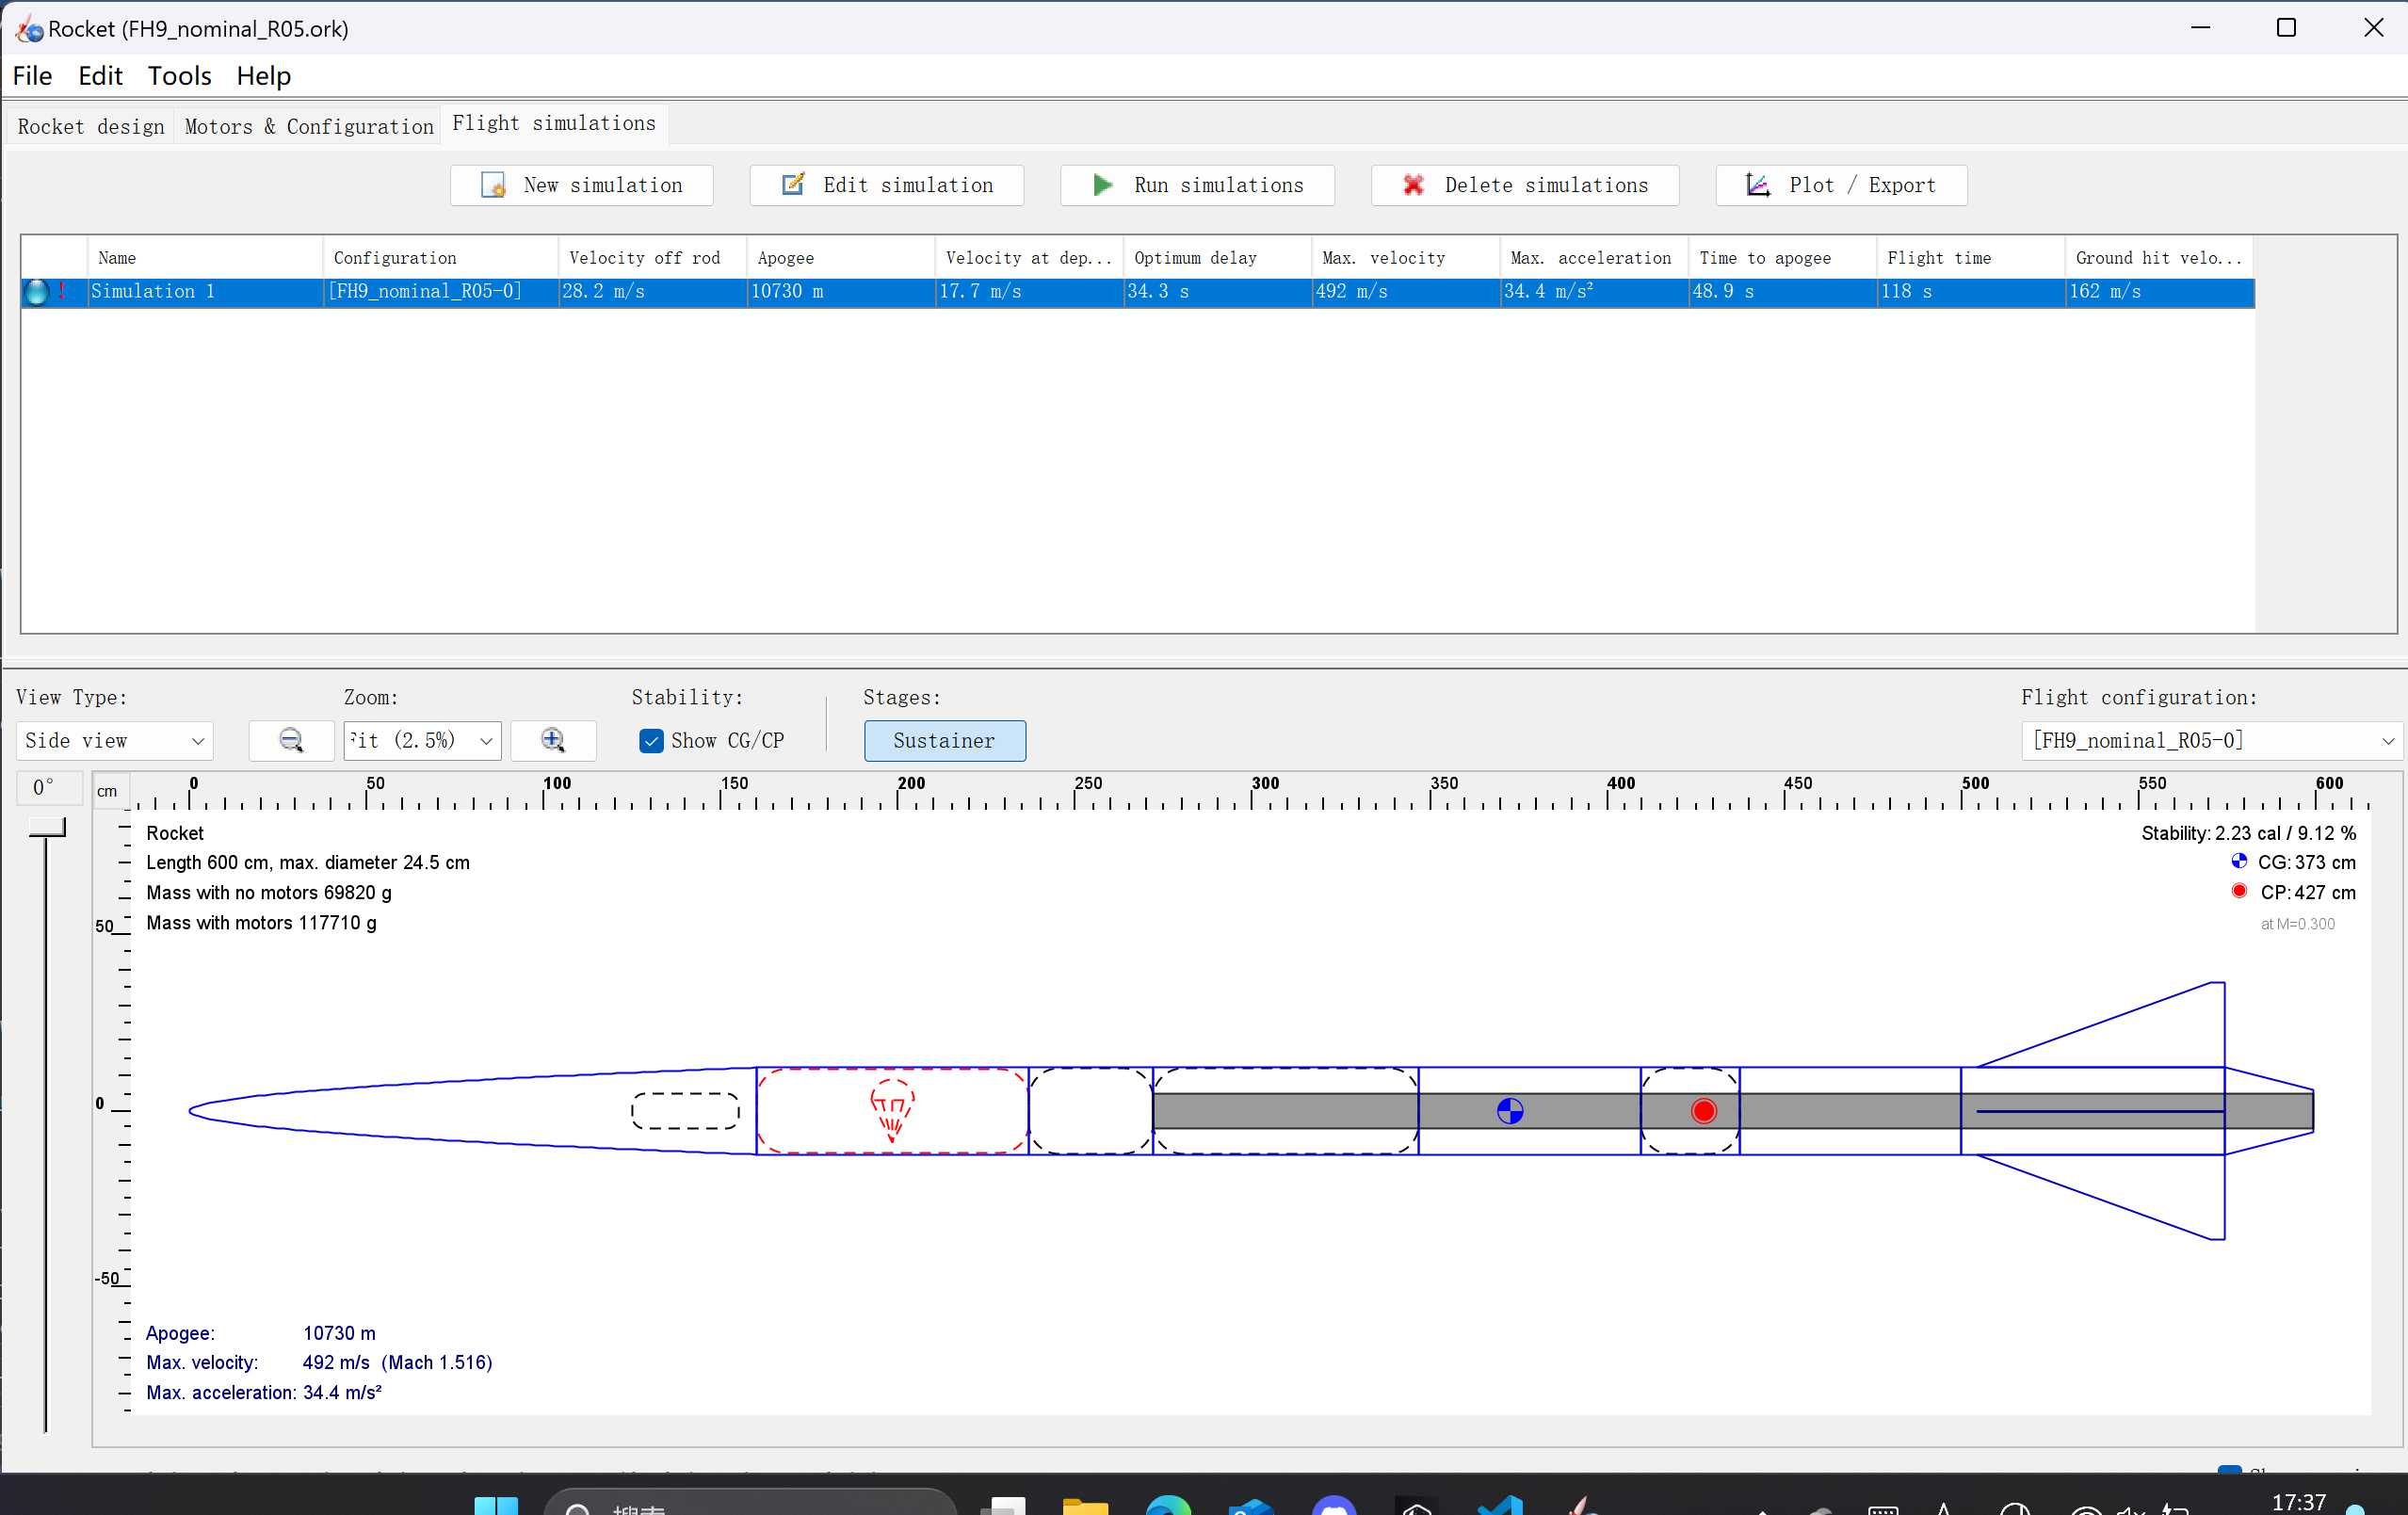 Rocket (FH9_nominal_R05.ork)
File Edit Tools Help
Rocket design Motors & Configuration Flight simulations
New simulation Edit simulation Run simulations Delete simulations Plot / Export
Name Configuration Velocity off rod Apogee Velocity at dep... Optimum delay Max. velocity Max. acceleration Time to apogee Flight time Ground hit velo...
! Simulation 1 [FH9_nominal_R05-0] 28.2 m/s 10730 m 17.7 m/s 34.3 s 492 m/s 34.4 m/s² 48.9 s 118 s 162 m/s
View Type: Zoom: Stability: Stages: Flight configuration:
Side view Fit (2.5%) Show CG/CP Sustainer [FH9_nominal_R05-0]
0° cm 0 50 100 150 200 250 300 350 400 450 500 550 600
Rocket
Length 600 cm, max. diameter 24.5 cm
Mass with no motors 69820 g
Mass with motors 117710 g
Stability: 2.23 cal / 9.12 %
CG: 373 cm
CP: 427 cm
at M=0.300
50
0
-50
Apogee: 10730 m
Max. velocity: 492 m/s (Mach 1.516)
Max. acceleration: 34.4 m/s²
搜索
17:37